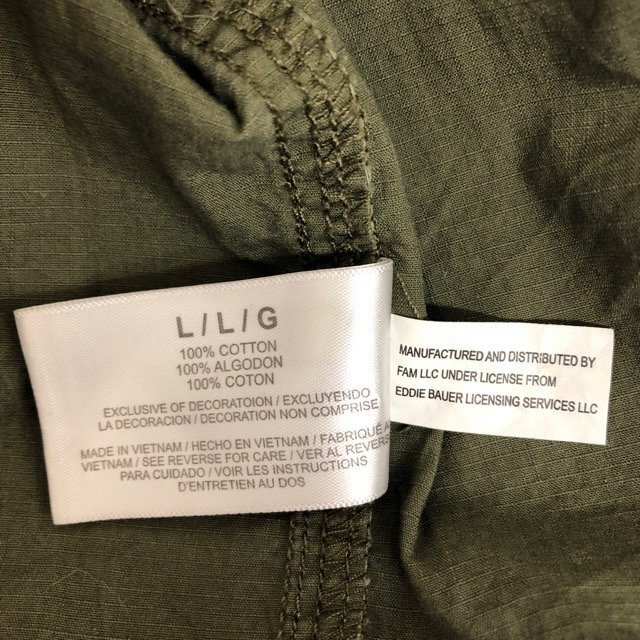 L / L / G
100% COTTON
100% ALGODON
100% COTON
EXCLUSIVE OF DECORATOION / EXCLUYENDO
LA DECORACION / DECORATION NON COMPRISE
MADE IN VIETNAM / HECHO EN VIETNAM / FABRIQUÉ A
VIETNAM / SEE REVERSE FOR CARE / VER AL REVERS
PARA CUIDADO / VOIR LES INSTRUCTIONS
D'ENTRETIEN AU DOS
MANUFACTURED AND DISTRIBUTED BY
FAM LLC UNDER LICENSE FROM
EDDIE BAUER LICENSING SERVICES LLC